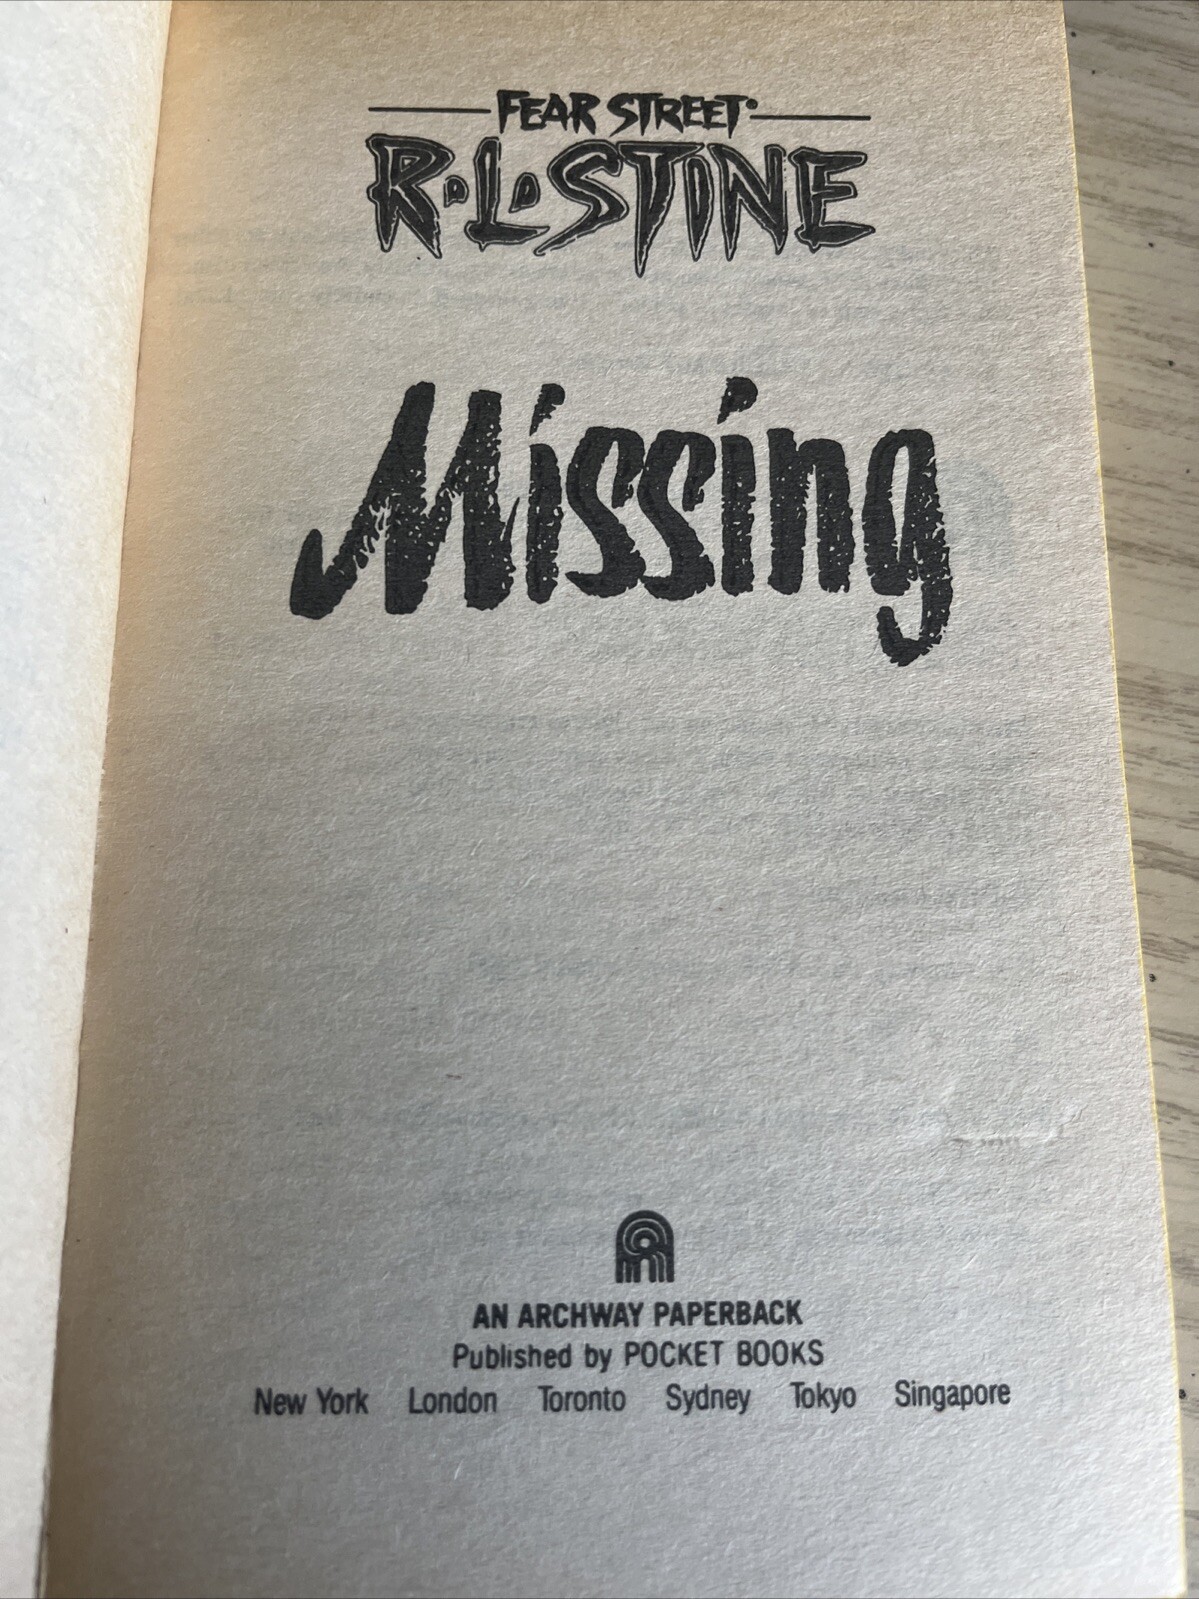 FEAR STREET®
R·L·STINE
Missing
AN ARCHWAY PAPERBACK
Published by POCKET BOOKS
New York London Toronto Sydney Tokyo Singapore